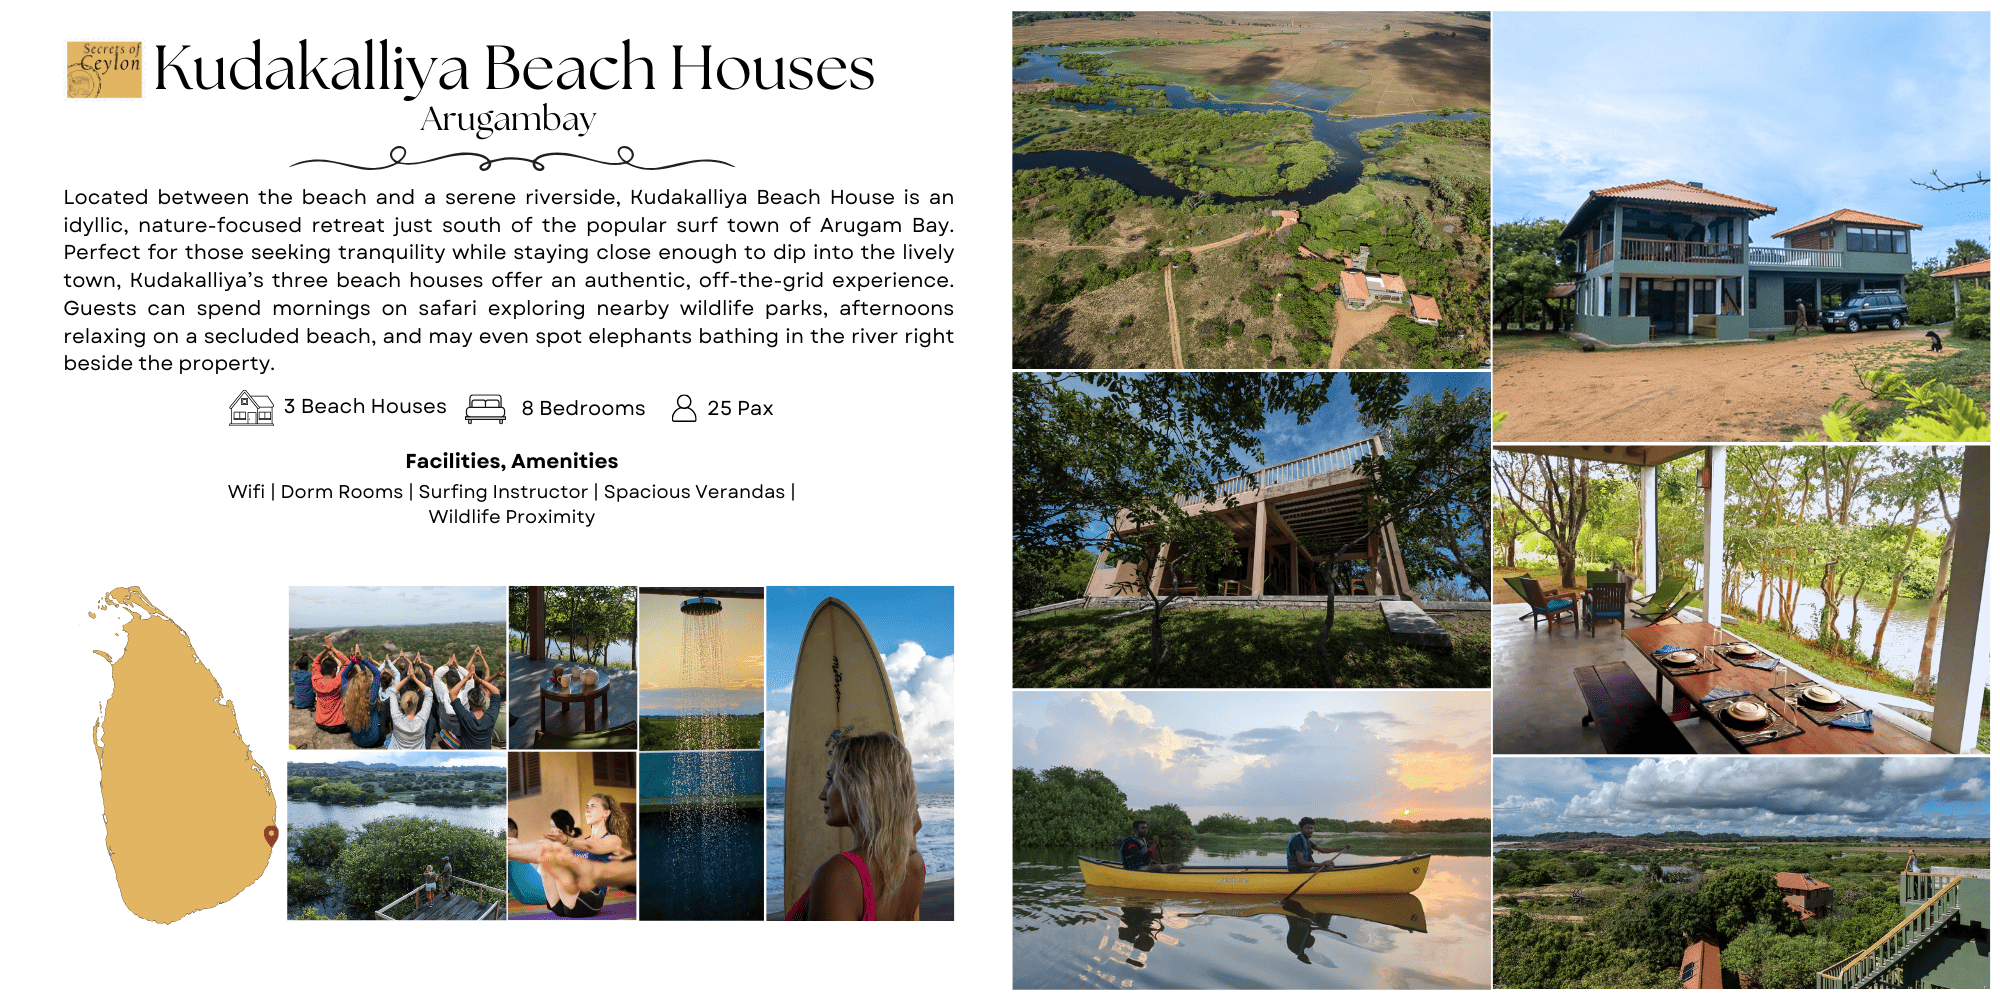 Secrets of
Ceylon
Kudakalliya Beach Houses
Arugambay
Located between the beach and a serene riverside, Kudakalliya Beach House is an
idyllic, nature-focused retreat just south of the popular surf town of Arugam Bay.
Perfect for those seeking tranquility while staying close enough to dip into the lively
town, Kudakalliya’s three beach houses offer an authentic, off-the-grid experience.
Guests can spend mornings on safari exploring nearby wildlife parks, afternoons
relaxing on a secluded beach, and may even spot elephants bathing in the river right
beside the property.
3 Beach Houses
8 Bedrooms
25 Pax
Facilities, Amenities
Wifi | Dorm Rooms | Surfing Instructor | Spacious Verandas |
Wildlife Proximity